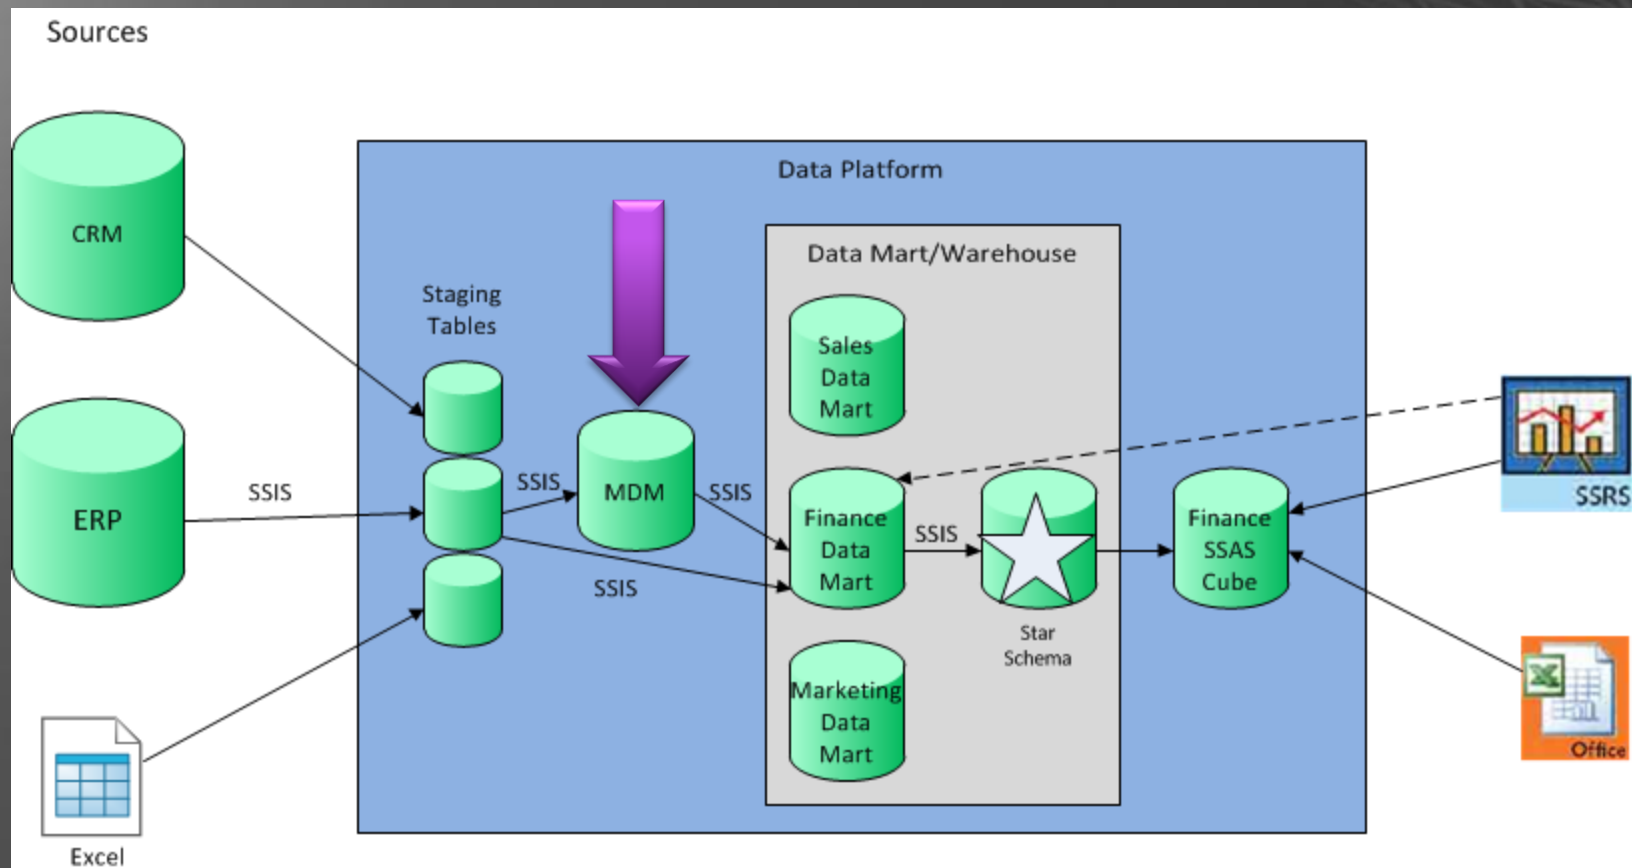 Sources
CRM
ERP
SSIS
Excel
Data Platform
Staging
Tables
SSIS
MDM
SSIS
SSIS
Data Mart/Warehouse
Sales
Data
Mart
Finance
Data
Mart
SSIS
Star
Schema
Marketing
Data
Mart
Finance
SSAS
Cube
SSRS
Office